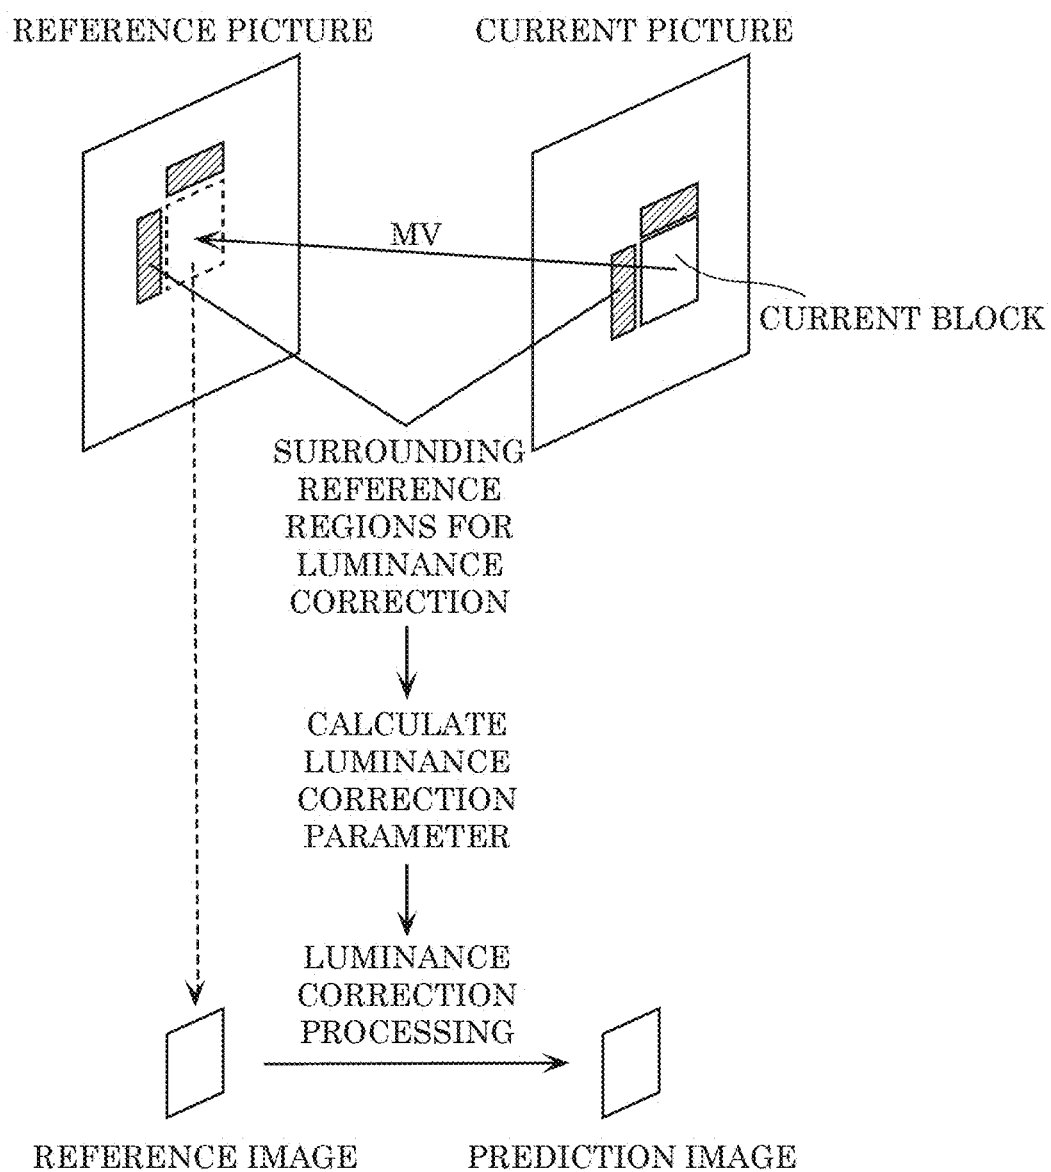 REFERENCE PICTURE
CURRENT PICTURE
MV
CURRENT BLOCK
SURROUNDING
REFERENCE
REGIONS FOR
LUMINANCE
CORRECTION
CALCULATE
LUMINANCE
CORRECTION
PARAMETER
LUMINANCE
CORRECTION
PROCESSING
REFERENCE IMAGE
PREDICTION IMAGE